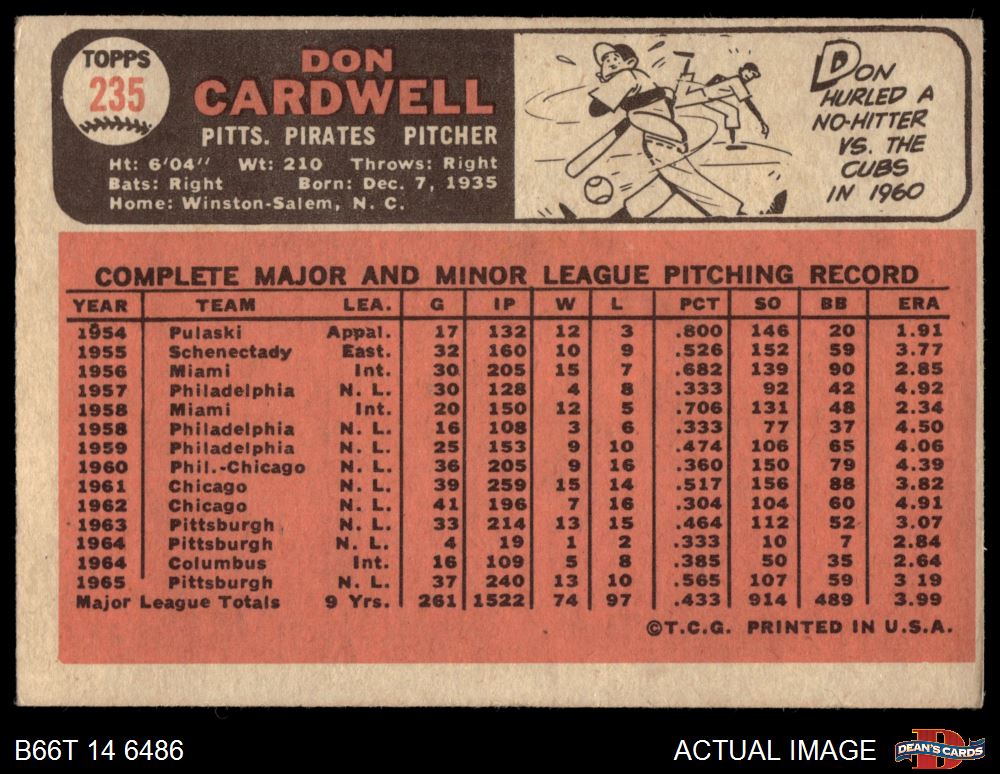 TOPPS
235
DON
CARDWELL
PITTS. PIRATES PITCHER
Ht: 6'04" Wt: 210 Throws: Right
Bats: Right Born: Dec. 7, 1935
Home: Winston-Salem, N. C.
DON
HURLED A
NO-HITTER
VS. THE
CUBS
IN 1960
COMPLETE MAJOR AND MINOR LEAGUE PITCHING RECORD
YEAR TEAM LEA. G IP W L PCT SO BB ERA
1954 Pulaski Appal. 17 132 12 3 .800 146 20 1.91
1955 Schenectady East. 32 160 10 9 .526 152 59 3.77
1956 Miami Int. 30 205 15 7 .682 139 90 2.85
1957 Philadelphia N. L. 30 128 4 8 .333 92 42 4.92
1958 Miami Int. 20 150 12 5 .706 131 48 2.34
1958 Philadelphia N. L. 16 108 3 6 .333 77 37 4.50
1959 Philadelphia N. L. 25 153 9 10 .474 106 65 4.06
1960 Phil.-Chicago N. L. 36 205 9 16 .360 150 79 4.39
1961 Chicago N. L. 39 259 15 14 .517 156 88 3.82
1962 Chicago N. L. 41 196 7 16 .304 104 60 4.91
1963 Pittsburgh N. L. 33 214 13 15 .464 112 52 3.07
1964 Pittsburgh N. L. 4 19 1 2 .333 10 7 2.84
1964 Columbus Int. 16 109 5 8 .385 50 35 2.64
1965 Pittsburgh N. L. 37 240 13 10 .565 107 59 3 19
Major League Totals 9 Yrs. 261 1522 74 97 .433 914 489 3.99
©T.C.G. PRINTED IN U.S.A.
B66T 14 6486
ACTUAL IMAGE
DEAN'S CARDS